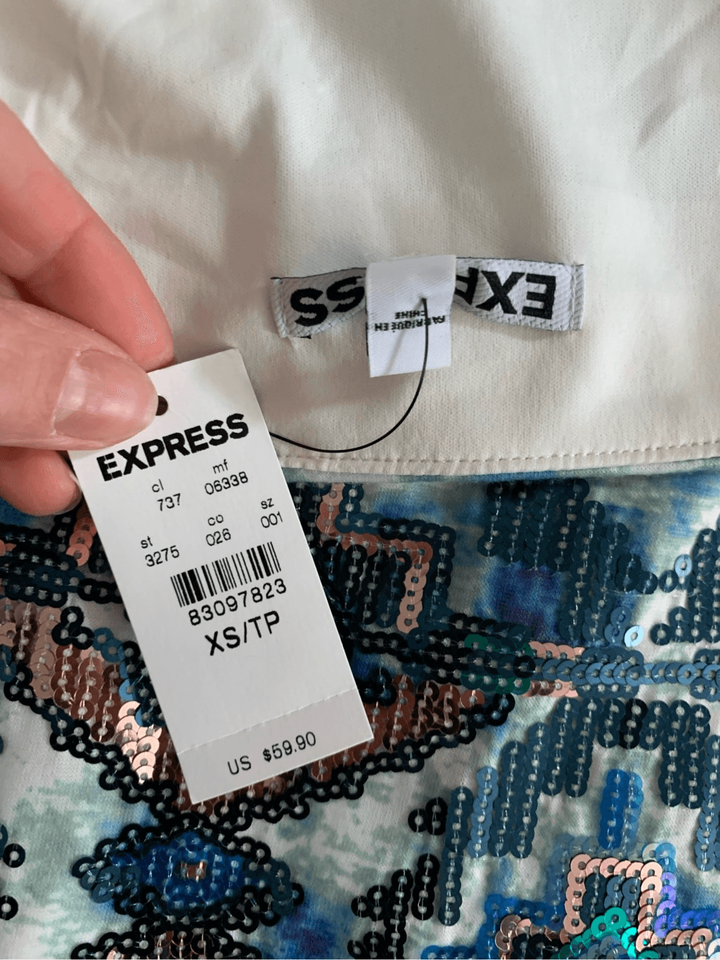 EXPRESS
FABRIQUÉ EN
CHINE
EXPRESS
cl mf
737 06338
st co sz
3275 026 001
83097823
XS/TP
US $59.90